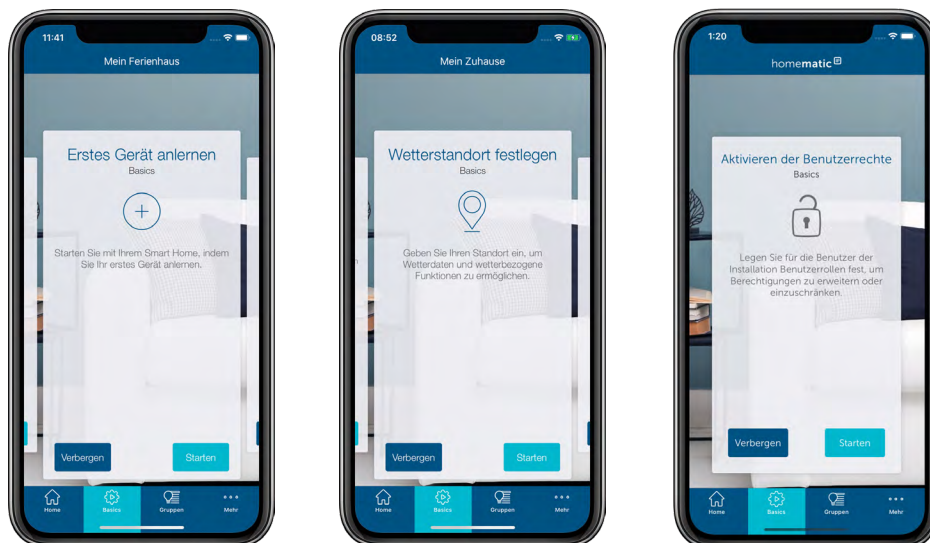 11:41
Mein Ferienhaus
Erstes Gerät anlernen
Basics
Starten Sie mit Ihrem Smart Home, indem
Sie Ihr erstes Gerät anlernen.
Verbergen
Starten
Home
Basics
Gruppen
Mehr
08:52
Mein Zuhause
Wetterstandort festlegen
Basics
Geben Sie Ihren Standort ein, um
Wetterdaten und wetterbezogene
Funktionen zu ermöglichen.
Verbergen
Starten
Home
Basics
Gruppen
Mehr
1:20
homematic IP
Aktivieren der Benutzerrechte
Basics
Legen Sie für die Benutzer der
Installation Benutzerrollen fest, um
Berechtigungen zu erweitern oder
einzuschränken.
Verbergen
Starten
Home
Basics
Gruppen
Mehr